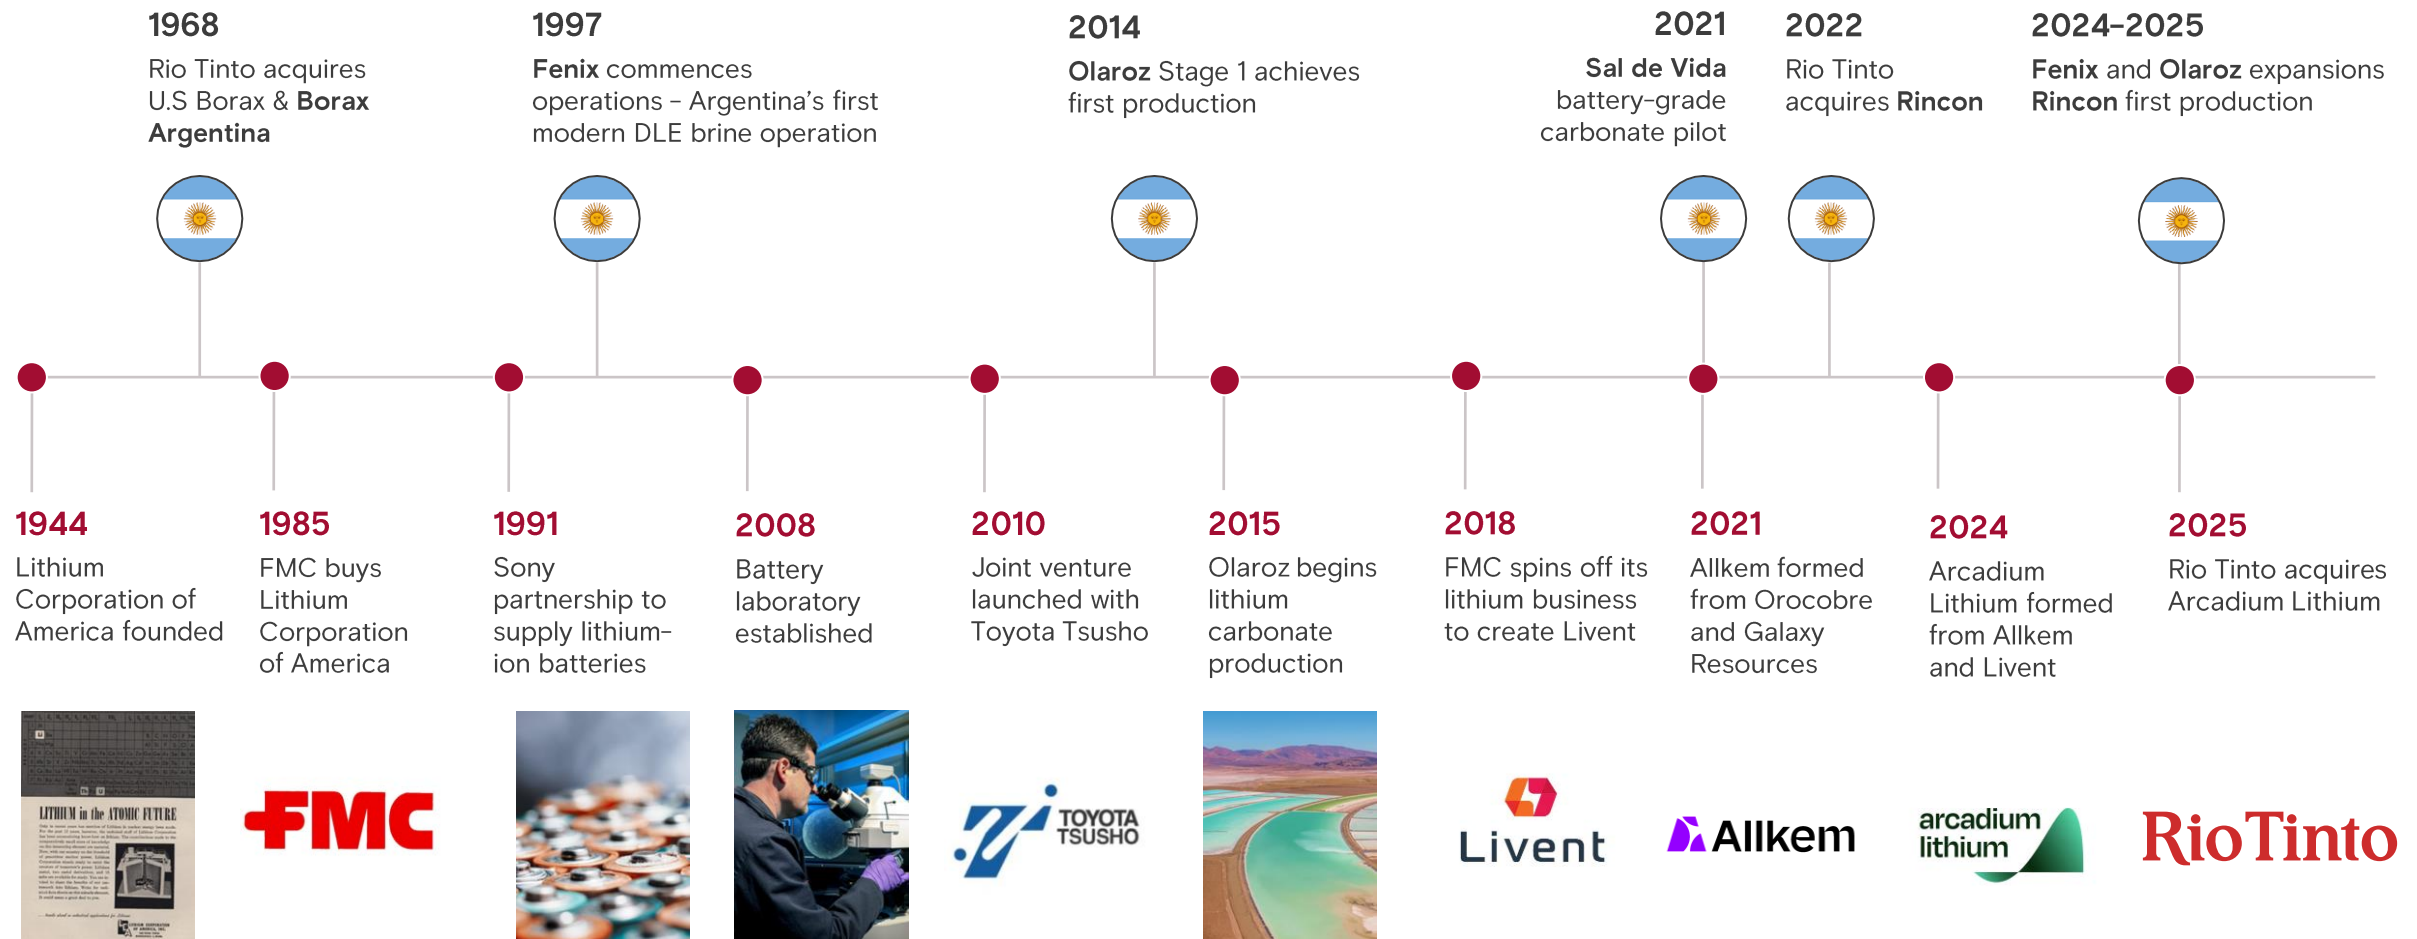 1968
Rio Tinto acquires
U.S Borax & Borax
Argentina
1997
Fenix commences
operations – Argentina's first
modern DLE brine operation
2014
Olaroz Stage 1 achieves
first production
2021
Sal de Vida
battery-grade
carbonate pilot
2022
Rio Tinto
acquires Rincon
2024–2025
Fenix and Olaroz expansions
Rincon first production
1944
Lithium
Corporation of
America founded
1985
FMC buys
Lithium
Corporation
of America
1991
Sony
partnership to
supply lithium-
ion batteries
2008
Battery
laboratory
established
2010
Joint venture
launched with
Toyota Tsusho
2015
Olaroz begins
lithium
carbonate
production
2018
FMC spins off its
lithium business
to create Livent
2021
Allkem formed
from Orocobre
and Galaxy
Resources
2024
Arcadium
Lithium formed
from Allkem
and Livent
2025
Rio Tinto acquires
Arcadium Lithium
LITHIUM in the ATOMIC FUTURE
FMC
TOYOTA
TSUSHO
Livent
Allkem
arcadium
lithium
RioTinto